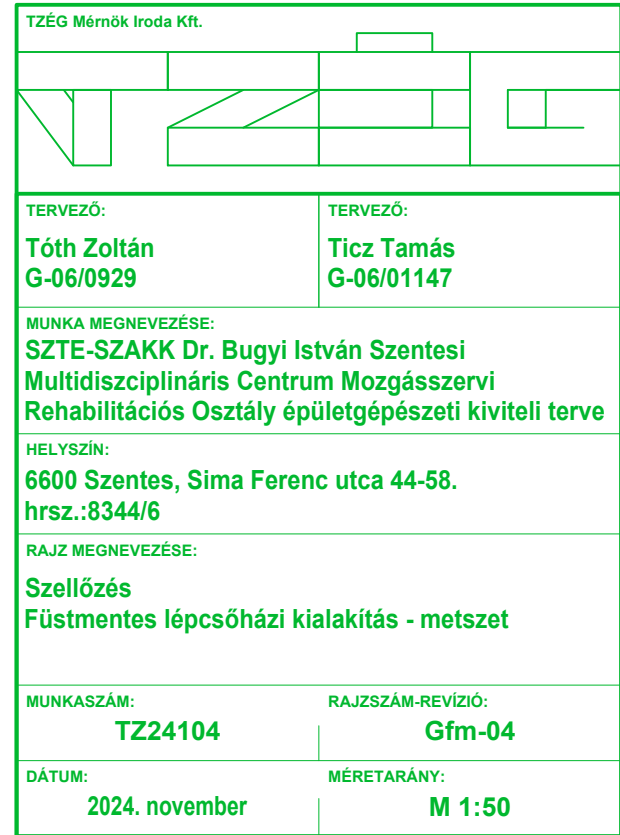 TZÉG Mérnök Iroda Kft.
TZÉG
TERVEZŐ:
Tóth Zoltán
G-06/0929
TERVEZŐ:
Ticz Tamás
G-06/01147
MUNKA MEGNEVEZÉSE:
SZTE-SZAKK Dr. Bugyi István Szentesi
Multidiszciplináris Centrum Mozgásszervi
Rehabilitációs Osztály épületgépészeti kiviteli terve
HELYSZÍN:
6600 Szentes, Sima Ferenc utca 44-58.
hrsz.:8344/6
RAJZ MEGNEVEZÉSE:
Szellőzés
Füstmentes lépcsőházi kialakítás - metszet
MUNKASZÁM:
TZ24104
RAJZSZÁM-REVÍZIÓ:
Gfm-04
DÁTUM:
2024. november
MÉRETARÁNY:
M 1:50